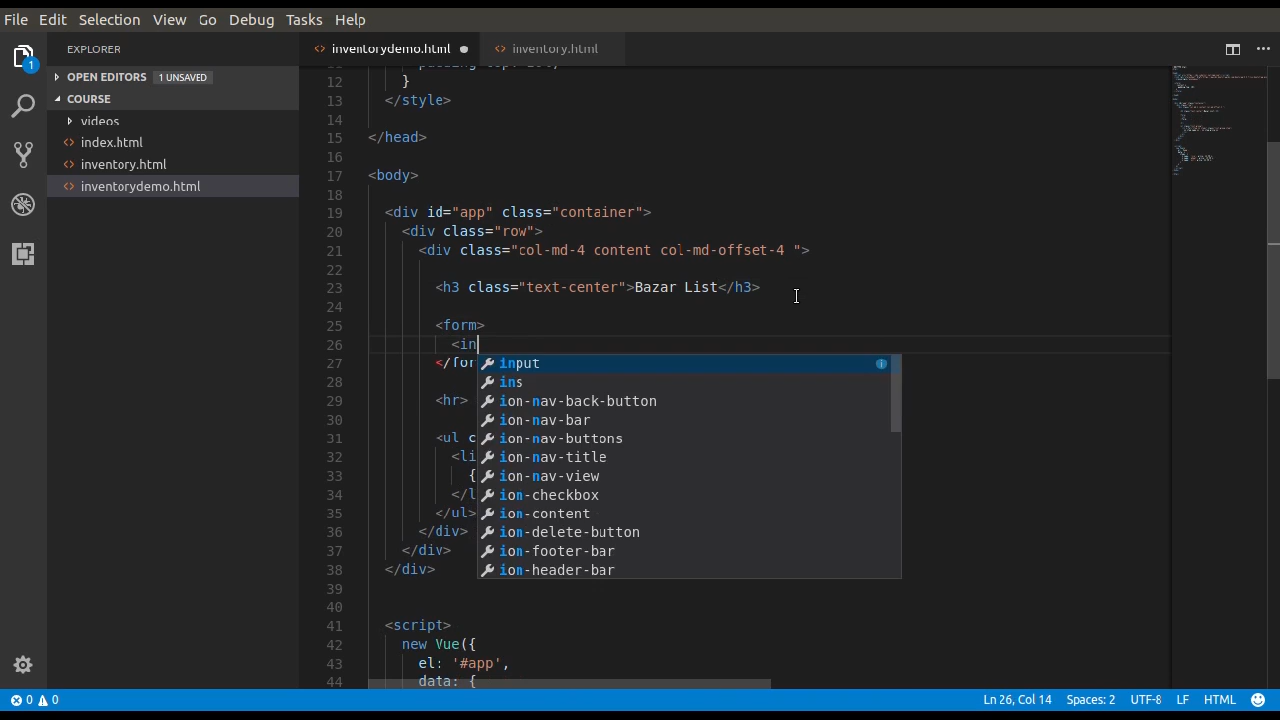 File Edit Selection View Go Debug Tasks Help
EXPLORER
inventorydemo.html
inventory.html
OPEN EDITORS 1 UNSAVED
COURSE
videos
index.html
inventory.html
inventorydemo.html
1
12 }
13 </style>
14
15 </head>
16
17 <body>
18
19 <div id="app" class="container">
20 <div class="row">
21 <div class="col-md-4 content col-md-offset-4 ">
22
23 <h3 class="text-center">Bazar List</h3>
24
25 <form>
26 <in
27 </for
28
29 <hr>
30
31 <ul c
32 <li
33 {
34 </l
35 </ul>
36 </div>
37 </div>
38 </div>
39
40
41 <script>
42 new Vue({
43 el: '#app',
44 data: {
input
ins
ion-nav-back-button
ion-nav-bar
ion-nav-buttons
ion-nav-title
ion-nav-view
ion-checkbox
ion-content
ion-delete-button
ion-footer-bar
ion-header-bar
0 0
Ln 26, Col 14 Spaces: 2 UTF-8 LF HTML